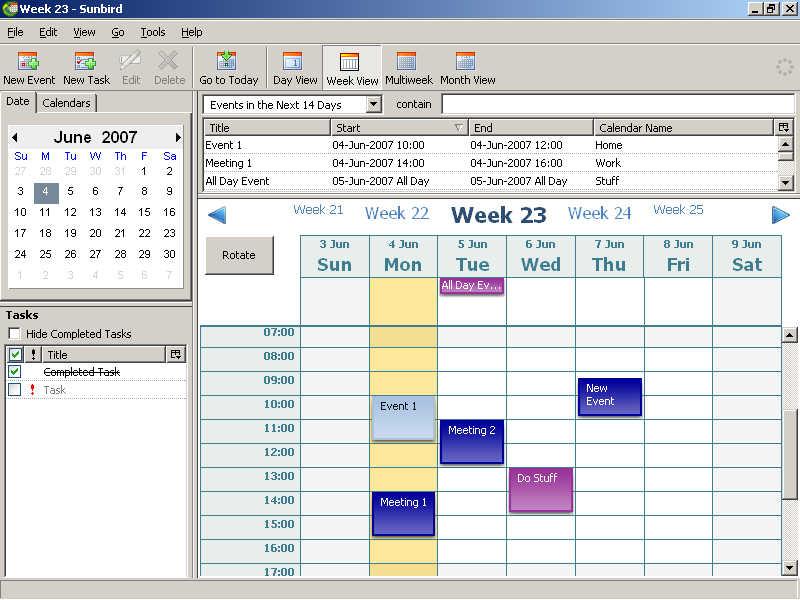 Week 23 - Sunbird
File Edit View Go Tools Help
New Event New Task Edit Delete Go to Today Day View Week View Multiweek Month View
Date Calendars
June 2007
Su M Tu W Th F Sa
27 28 29 30 31 1 2
3 4 5 6 7 8 9
10 11 12 13 14 15 16
17 18 19 20 21 22 23
24 25 26 27 28 29 30
1 2 3 4 5 6 7
Tasks
Hide Completed Tasks
! Title
Completed Task
! Task
Events in the Next 14 Days contain
Title Start End Calendar Name
Event 1 04-Jun-2007 10:00 04-Jun-2007 12:00 Home
Meeting 1 04-Jun-2007 14:00 04-Jun-2007 16:00 Work
All Day Event 05-Jun-2007 All Day 05-Jun-2007 All Day Stuff
Week 21 Week 22 Week 23 Week 24 Week 25
Rotate
3 Jun 4 Jun 5 Jun 6 Jun 7 Jun 8 Jun 9 Jun
Sun Mon Tue Wed Thu Fri Sat
All Day Ev...
07:00
08:00
09:00
New
Event
10:00
Event 1
11:00
Meeting 2
12:00
13:00
Do Stuff
14:00
Meeting 1
15:00
16:00
17:00